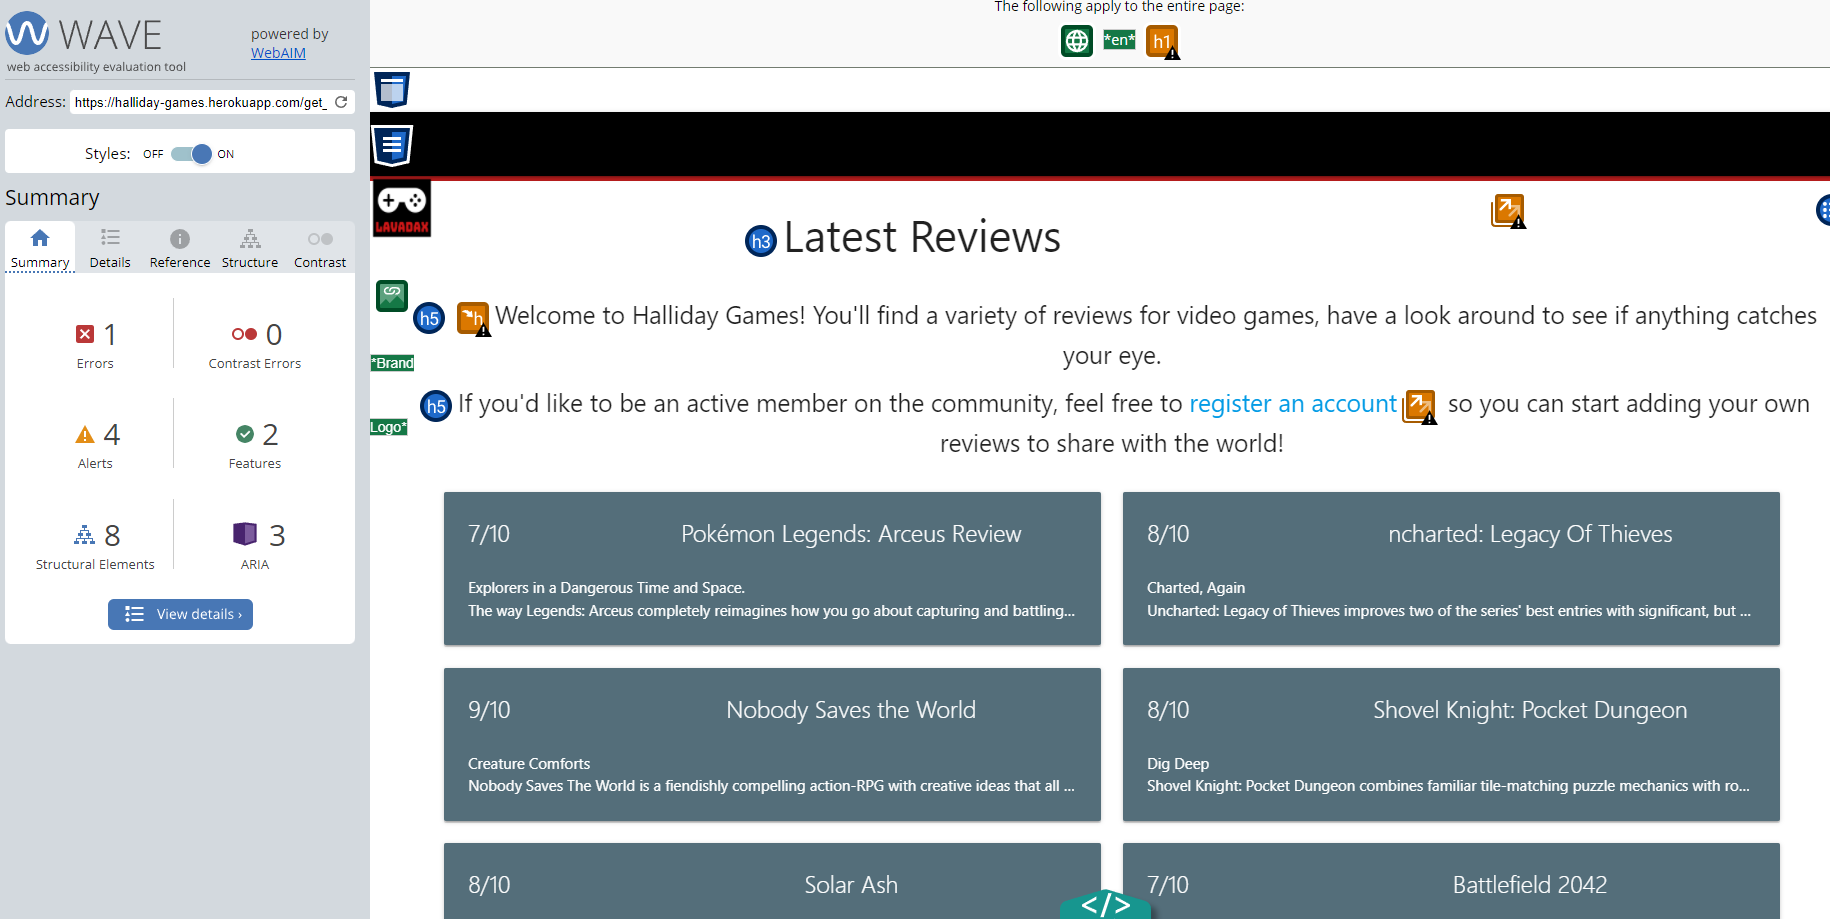 WAVE
web accessibility evaluation tool
powered by
WebAIM
Address: https://halliday-games.herokuapp.com/get_
Styles: OFF ON
Summary
Summary Details Reference Structure Contrast
1
Errors
0
Contrast Errors
4
Alerts
2
Features
8
Structural Elements
3
ARIA
View details ›
The following apply to the entire page:
*en* h1
LAVADAX
h3 Latest Reviews
h5 h Welcome to Halliday Games! You'll find a variety of reviews for video games, have a look around to see if anything catches
your eye.
*Brand
h5 If you'd like to be an active member on the community, feel free to register an account so you can start adding your own
Logo*
reviews to share with the world!
7/10 Pokémon Legends: Arceus Review
Explorers in a Dangerous Time and Space.
The way Legends: Arceus completely reimagines how you go about capturing and battling...
8/10 ncharted: Legacy Of Thieves
Charted, Again
Uncharted: Legacy of Thieves improves two of the series' best entries with significant, but ...
9/10 Nobody Saves the World
Creature Comforts
Nobody Saves The World is a fiendishly compelling action-RPG with creative ideas that all ...
8/10 Shovel Knight: Pocket Dungeon
Dig Deep
Shovel Knight: Pocket Dungeon combines familiar tile-matching puzzle mechanics with ro...
8/10 Solar Ash
7/10 Battlefield 2042
</>